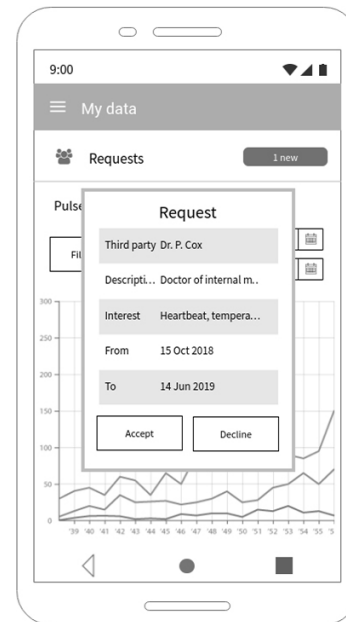 9:00
My data
Requests
1 new
Pulse
Request
Third party Dr. P. Cox
Fil
Descripti... Doctor of internal m..
Interest Heartbeat, tempera...
300
From 15 Oct 2018
200
To 14 Jun 2019
150
Accept Decline
100
50
0
'39 '40 '41 '42 '43 '44 '45 '46 '47 '48 '49 '50 '51 '52 '53 '54 '55 '5